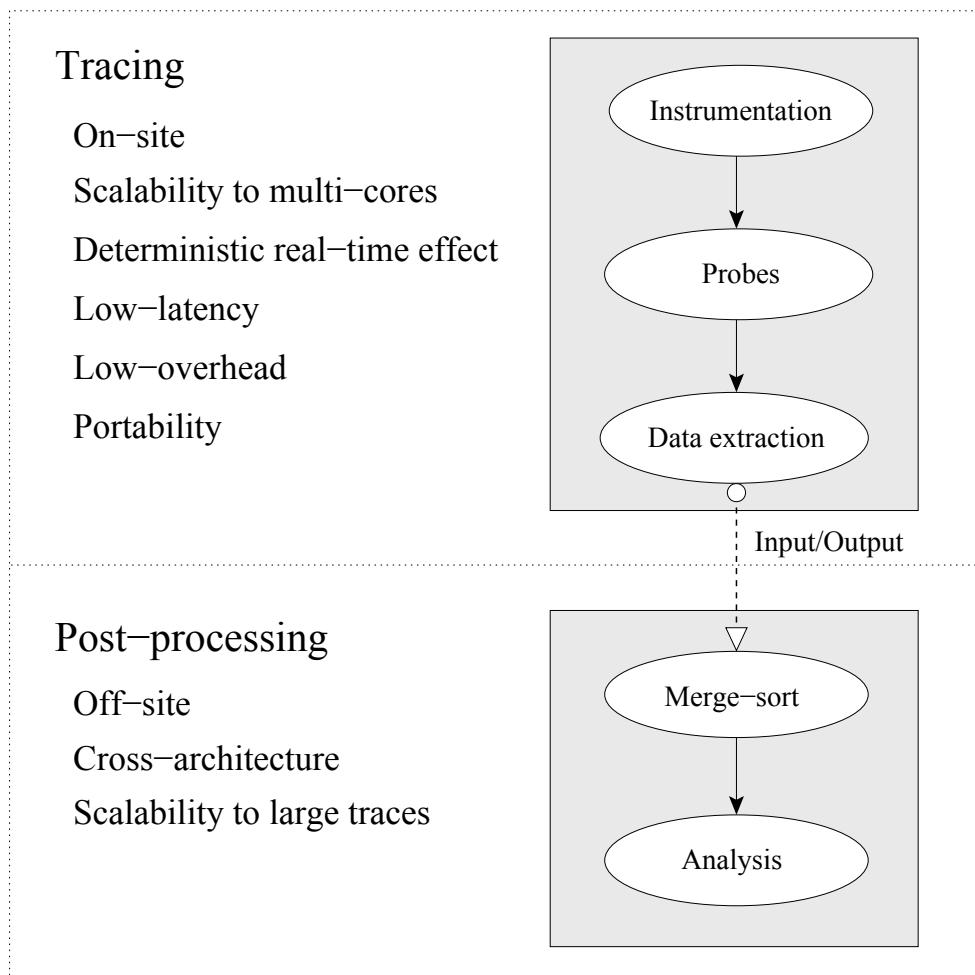 Tracing
On−site
Scalability to multi−cores
Deterministic real−time effect
Low−latency
Low−overhead
Portability
Instrumentation
Probes
Data extraction
Input/Output
Post−processing
Off−site
Cross−architecture
Scalability to large traces
Merge−sort
Analysis